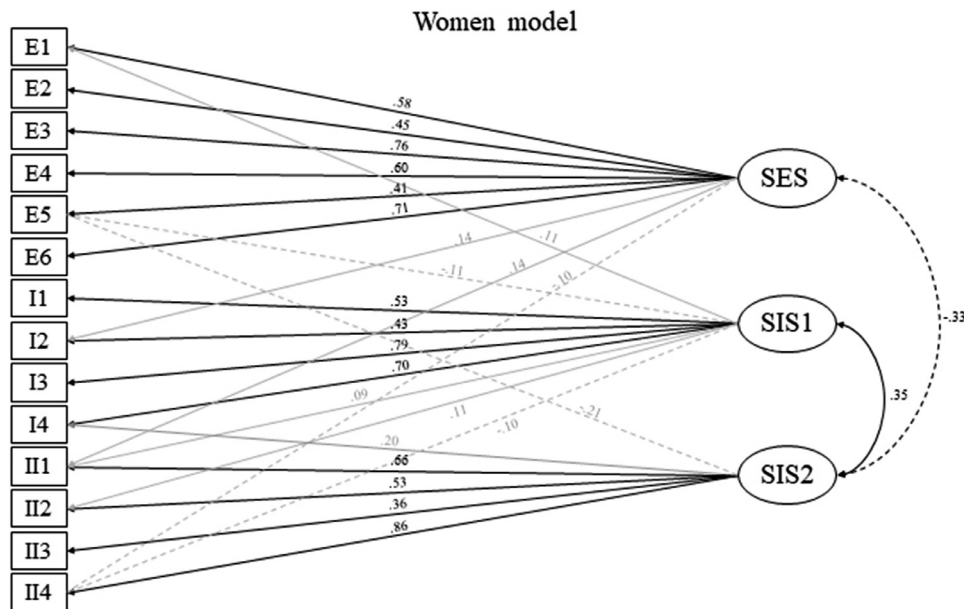 Women model
E1
E2
E3
E4
E5
E6
I1
I2
I3
I4
II1
II2
II3
II4
.58
.45
.76
.60
.41
.71
.14
.14
-.10
.11
-.11
.53
.43
.79
.70
.09
.11
-.10
-.21
.20
.66
.53
.36
.86
SES
SIS1
SIS2
-.33
.35